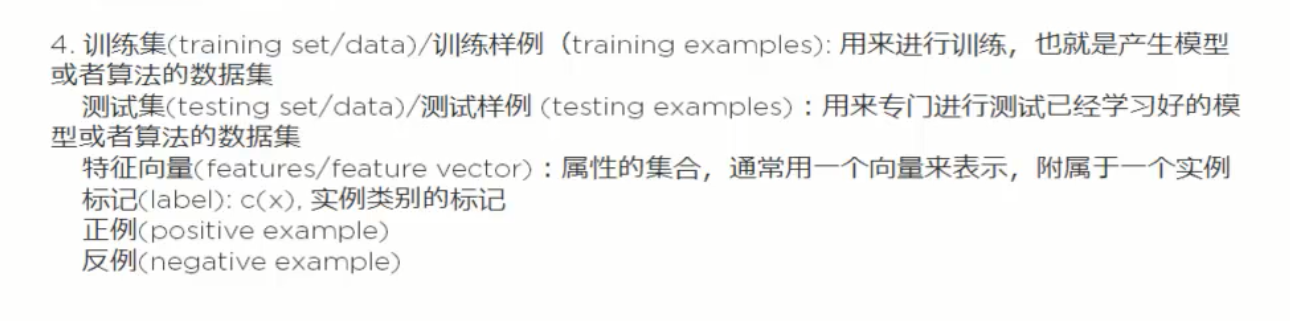 4. 训练集(training set/data)/训练样例（training examples): 用来进行训练，也就是产生模型
或者算法的数据集
测试集(testing set/data)/测试样例 (testing examples)：用来专门进行测试已经学习好的模
型或者算法的数据集
特征向量(features/feature vector)：属性的集合，通常用一个向量来表示，附属于一个实例
标记(label): c(x), 实例类别的标记
正例(positive example)
反例(negative example)